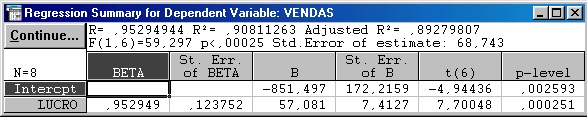 Regression Summary for Dependent Variable: VENDAS
Continue...
R= ,95294944 R²= ,90811263 Adjusted R²= ,89279807
F(1,6)=59,297 p<,00025 Std.Error of estimate: 68,743
St. Err. St. Err.
N=8 BETA of BETA B of B t(6) p-level
Intercpt -851,497 172,2159 -4,94436 ,002593
LUCRO ,952949 ,123752 57,081 7,4127 7,70048 ,000251